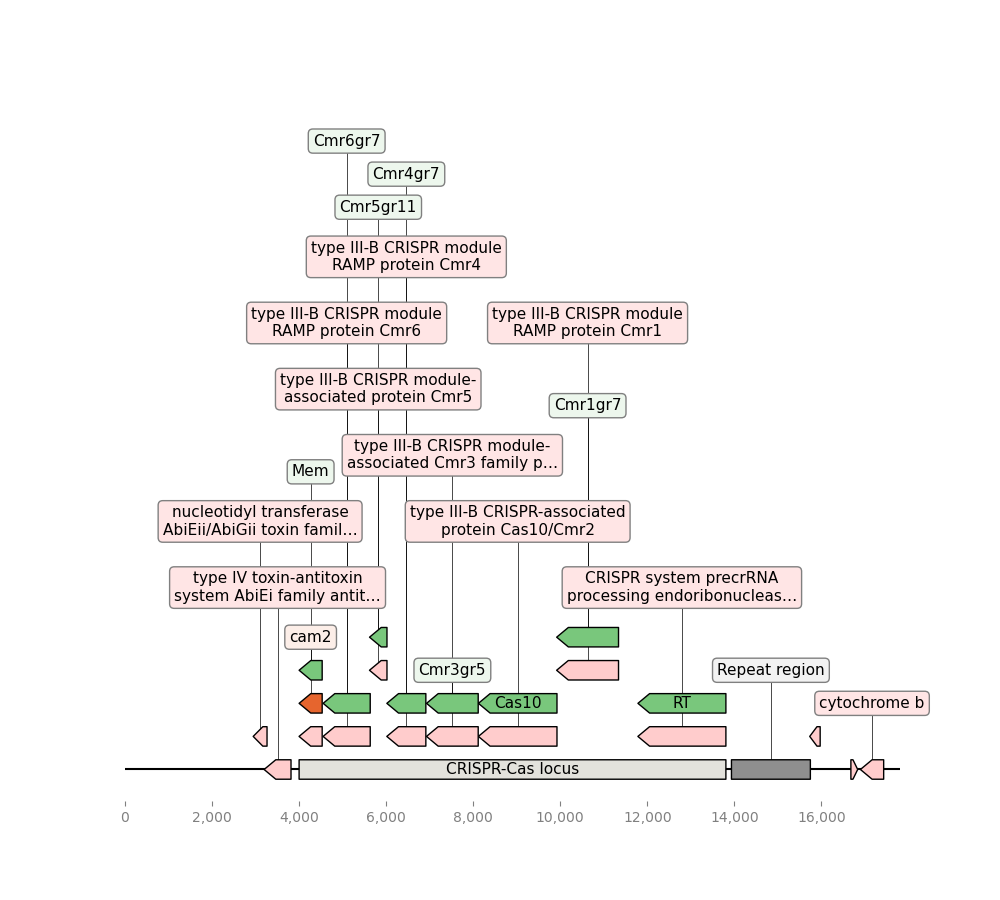 Cmr6gr7
Cmr4gr7
Cmr5gr11
type III-B CRISPR module
RAMP protein Cmr4
type III-B CRISPR module
RAMP protein Cmr6
type III-B CRISPR module
RAMP protein Cmr1
type III-B CRISPR module-
associated protein Cmr5
Cmr1gr7
type III-B CRISPR module-
associated Cmr3 family p...
Mem
nucleotidyl transferase
AbiEii/AbiGii toxin famil...
type III-B CRISPR-associated
protein Cas10/Cmr2
type IV toxin-antitoxin
system AbiEi family antit...
CRISPR system precrRNA
processing endoribonucleas...
cam2
Cmr3gr5
Repeat region
Cas10
RT
cytochrome b
CRISPR-Cas locus
0
2,000
4,000
6,000
8,000
10,000
12,000
14,000
16,000